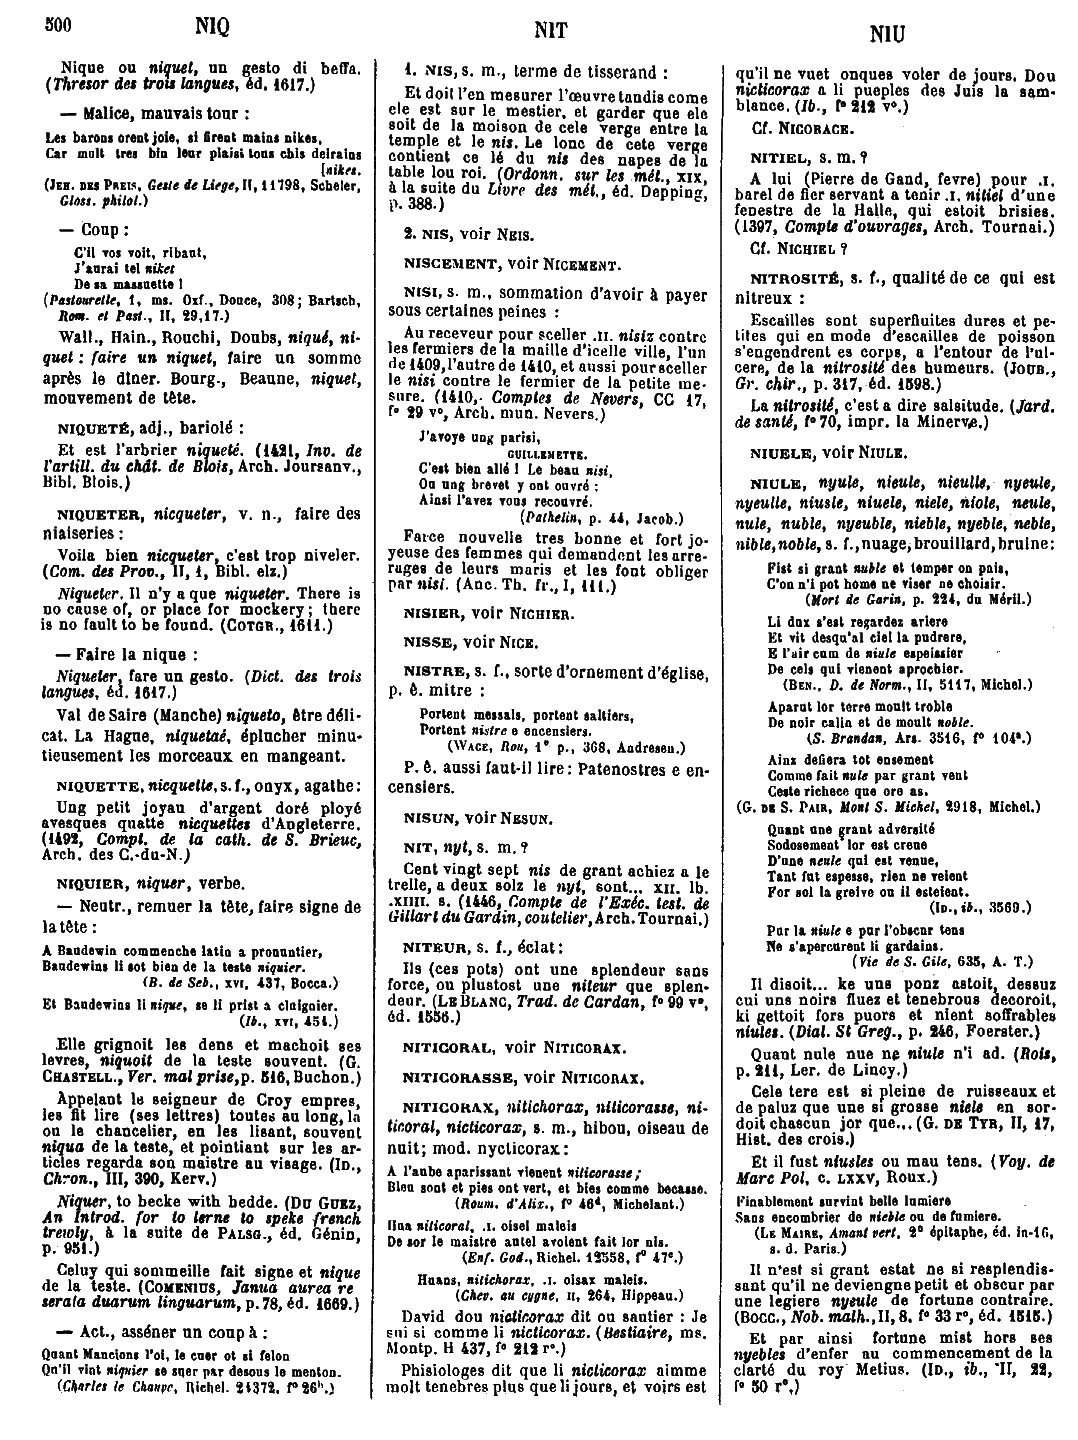 500 NIQ NIT NIU
Nique ou niquet, un gesto di beffa.
(Thresor des trois langues, éd. 1617.)
— Malice, mauvais tour :
Les barons orent joie, si firent mains nikes,
Car mult tres bin leur plaisi tous chis detrains
[nikes.
(Jeh. des Preis, Geste de Liege, II, 11798, Scheler,
Gloss. philol.)
— Coup :
C'il vos voit, ribant,
J'aurai tel niket
De sa massuette !
(Pastourelle, 1, ms. Oxf., Douce, 308 ; Bartsch,
Rom. et Past., II, 29,17.)
Wall., Hain., Rouchi, Doubs, niqué, ni-
quet : faire un niquet, faire un somme
après le dîner. Bourg., Beaune, niquet,
mouvement de tête.
NIQUETÉ, adj., bariolé :
Et est l'arbrier niqueté. (1421, Inv. de
l'artill. du chât. de Blois, Arch. Joursanv.,
Bibl. Blois.)
NIQUETER, nicqueter, v. n., faire des
niaiseries :
Voila bien nicqueter, c'est trop niveler.
(Com. des Prov., II, 1, Bibl. elz.)
Niqueter. Il n'y a que niqueter. There is
no cause of, or place for mockery ; there
is no fault to be found. (Cotgr., 1611.)
— Faire la nique :
Niqueter, fare un gesto. (Dict. des trois
langues, éd. 1617.)
Val de Saire (Manche) niqueto, être déli-
cat. La Hague, niquetaé, éplucher minu-
tieusement les morceaux en mangeant.
NIQUETTE, nicquette, s. f., onyx, agathe :
Ung petit joyau d'argent doré ployé
avesques quatte nicquettes d'Angleterre.
(1492, Compt. de la cath. de S. Brieuc,
Arch. des C.-du-N.)
NIQUIER, niquer, verbe.
— Neutr., remuer la tête, faire signe de
la tête :
A Baudewin commenche latin a pronuntier,
Baudewins li sot bien de la teste niquier.
(B. de Seb., XVI, 437, Bocca.)
Et Baudewins li nique, se li prist a cluignier.
(Ib., XVI, 454.)
Elle grignoit les dens et machoit ses
levres, niquoit de la teste souvent. (G.
Chastell., Ver. mal prise, p. 516, Buchon.)
Appelant le seigneur de Croy empres,
les fit lire (ses lettres) toutes au long, la
ou le chancelier, en les lisant, souvent
niqua de la teste, et pointiant sur les ar-
ticles regarda son maistre au visage. (Id.,
Chron., III, 390, Kerv.)
Niquer, to becke with hedde. (Du Guez,
An Introd. for to lerne to speke french
trewly, à la suite de Palsg., éd. Génin,
p. 951.)
Celuy qui sommeille fait signe et nique
de la teste. (Comenius, Janua aurea re
serata duarum linguarum, p. 78, éd. 1669.)
— Act., asséner un coup à :
Quant Mancions l'oi, le cuer ot si felon
Qu'il vint niquier se suer par desous le menton.
(Charles le Chauve, Richel. 24372, f° 26ʰ.)
1. NIS, s. m., terme de tisserand :
Et doit l'en mesurer l'œuvre tandis come
ele est sur le mestier, et garder que ele
soit de la moison de cele verge entre la
temple et le nis. Le lonc de cete verge
contient ce lé du nis des napes de la
table lou roi. (Ordonn. sur les mét., XIX,
à la suite du Livre des mét., éd. Depping,
p. 388.)
2. NIS, voir Neis.
NISCEMENT, voir Nicement.
NISI, s. m., sommation d'avoir à payer
sous certaines peines :
Au receveur pour sceller .II. nisiz contre
les fermiers de la maille d'icelle ville, l'un
de 1409, l'autre de 1410, et aussi pour sceller
le nisi contre le fermier de la petite me-
sure. (1410, Comptes de Nevers, CC 17,
f° 29 v°, Arch. mun. Nevers.)
J'avoye ung parisi,
GUILLEMETTE.
C'est bien allé ! Le beau nisi,
Ou ung brevet y ont ouvré ;
Ainsi l'avez vous recouvré.
(Pathelin, p. 44, Jacob.)
Farce nouvelle tres bonne et fort jo-
yeuse des femmes qui demandent les arre-
rages de leurs maris et les font obliger
par nisi. (Anc. Th. fr., I, 111.)
NISIER, voir Nichier.
NISSE, voir Nice.
NISTRE, s. f., sorte d'ornement d'église,
p. ê. mitre :
Portent messals, portent saltiers,
Portent nistre e encensiers.
(Wace, Rou, 1ᵉ p., 368, Andresen.)
P. ê. aussi faut-il lire : Patenostres e en-
censiers.
NISUN, voir Nesun.
NIT, nyt, s. m. ?
Cent vingt sept nis de grant achiez a le
trelle, a deux solz le nyt, sont... XII. lb.
.XIIII. s. (1446, Compte de l'Exéc. test. de
Gillart du Gardin, coutelier, Arch. Tournai.)
NITEUR, s. f., éclat :
Ils (ces pots) ont une splendeur sans
force, ou plustost une niteur que splen-
deur. (Le Blanc, Trad. de Cardan, f° 99 v°,
éd. 1556.)
NITICORAL, voir Niticorax.
NITICORASSE, voir Niticorax.
NITICORAX, nitichorax, niticorasse, ni-
ticoral, nicticorax, s. m., hibou, oiseau de
nuit; mod. nycticorax :
A l'aube aparissant vienent niticorasse ;
Bien sont et pies ont vert, et bies comme becasse.
(Roum. d'Alix., f° 46ᵈ, Michelant.)
Una niticoral, .I. oisel maleis
De sor le maistre antel avoient fait lor nis.
(Enf. God., Richel. 12558, f° 47ᶜ.)
Huans, nitichorax, .I. oisax maleis.
(Chev. au cygne, II, 264, Hippeau.)
David dou nicticorax dit ou sautier : Je
sui si comme li nicticorax. (Bestiaire, ms.
Montp. H 437, f° 212 r°.)
Phisiologes dit que li nicticorax aimme
molt tenebres plus que li jours, et voirs est
qu'il ne vuet onques voler de jours. Dou
nicticorax a li pueples des Juis la sam-
blance. (Ib., f° 212 v°.)
Cf. Nicorace.
NITIEL, s. m. ?
A lui (Pierre de Gand, fevre) pour .I.
barel de fier servant a tenir .I. nitiel d'une
fenestre de la Halle, qui estoit brisies.
(1397, Compte d'ouvrages, Arch. Tournai.)
Cf. Nichiel ?
NITROSITÉ, s. f., qualité de ce qui est
nitreux :
Escailles sont superfluites dures et pe-
tites qui en mode d'escailles de poisson
s'engendrent es corps, a l'entour de l'ul-
cere, de la nitrosité des humeurs. (Joub.,
Gr. chir., p. 317, éd. 1598.)
La nitrosité, c'est a dire salsitude. (Jard.
de santé, f° 70, impr. la Minerve.)
NIUELE, voir Niule.
NIULE, nyule, nieule, nieulle, nyeule,
nyeulle, niusle, niuele, niele, niole, neule,
nule, nuble, nyeuble, nieble, nyeble, neble,
nible, noble, s. f., nuage, brouillard, bruine :
Fist si grant nuble et temper on pais,
C'on n'i pot home ne viser ne choisir.
(Mort de Garin, p. 224, du Méril.)
Li dux s'est regardez ariere
Et vit desqu'al ciel la pudrere,
E l'air cum de niule espeissier
De cels qui vienent aprochier.
(Ben., D. de Norm., II, 5117, Michel.)
Aparut lor terre moult troble
De noir calin et de moult noble.
(S. Brandan, Ars. 3516, f° 104ᵃ.)
Ainz defiera tot ensement
Comme fait nule par grant vent
Ceste richece que ore as.
(G. de S. Pair, Mont S. Michel, 2918, Michel.)
Quant une grant adversité
Sodosement lor est creue
D'une neule qui est venue,
Tant fut espesse, rien ne veient
For sol la greive ou il esteient.
(Id., ib., 3569.)
Pur la niule e pur l'obscur tens
Ne s'apercurent li gardains.
(Vie de S. Gile, 635, A. T.)
Il disoit... ke uns ponz astoit, dessuz
cui uns noirs fluez et tenebrous decoroit,
ki gettoit fors puors et nient soffrables
niules. (Dial. St Greg., p. 246, Foerster.)
Quant nule nue ne niule n'i ad. (Rois,
p. 211, Ler. de Lincy.)
Cele tere est si pleine de ruisseaux et
de paluz que une si grosse niele en sor-
doit chascun jor que... (G. de Tyr, II, 17,
Hist. des crois.)
Et il fust niusles ou mau tens. (Voy. de
Marc Pol, c. LXXV, Roux.)
Finablement survint belle lumiere
Sans encombrier de nieble ou de fumiere.
(Le Maire, Amant vert, 2ᵉ épitaphe, éd. in-16,
s. d. Paris.)
Il n'est si grant estat ne si resplendis-
sant qu'il ne deviengne petit et obscur par
une legiere nyeule de fortune contraire.
(Bocc., Nob. malh., II, 8, f° 33 r°, éd. 1515.)
Et par ainsi fortune mist hors ses
nyebles d'enfer au commencement de la
clarté du roy Metius. (Id., ib., II, 22,
f° 50 r°.)